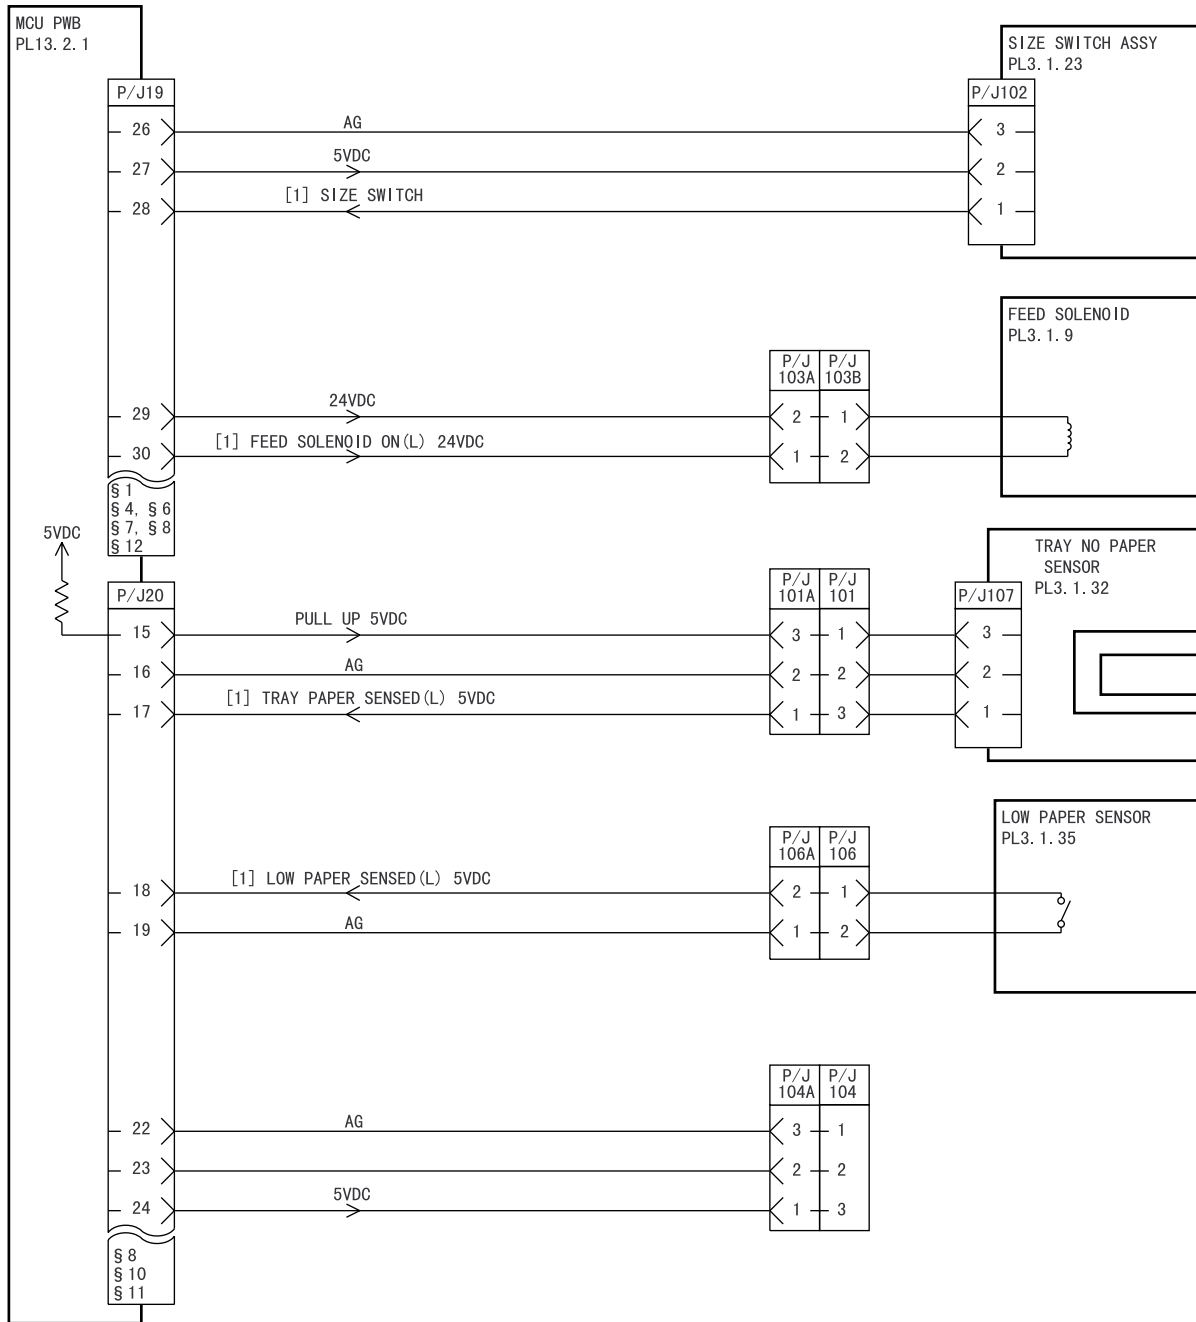 MCU PWB
PL13.2.1
SIZE SWITCH ASSY
PL3.1.23
P/J19
P/J102
26 AG 3
27 5VDC 2
28 [1] SIZE SWITCH 1
FEED SOLENOID
PL3.1.9
P/J 103A P/J 103B
29 24VDC 2 1
30 [1] FEED SOLENOID ON(L) 24VDC 1 2
§1
§4, §6
§7, §8
§12
5VDC
TRAY NO PAPER
SENSOR
PL3.1.32
P/J20
P/J 101A P/J 101
P/J107
15 PULL UP 5VDC 3 1 3
16 AG 2 2 2
17 [1] TRAY PAPER SENSED(L) 5VDC 1 3 1
LOW PAPER SENSOR
PL3.1.35
P/J 106A P/J 106
18 [1] LOW PAPER SENSED(L) 5VDC 2 1
19 AG 1 2
P/J 104A P/J 104
22 AG 3 1
23 2 2
24 5VDC 1 3
§8
§10
§11